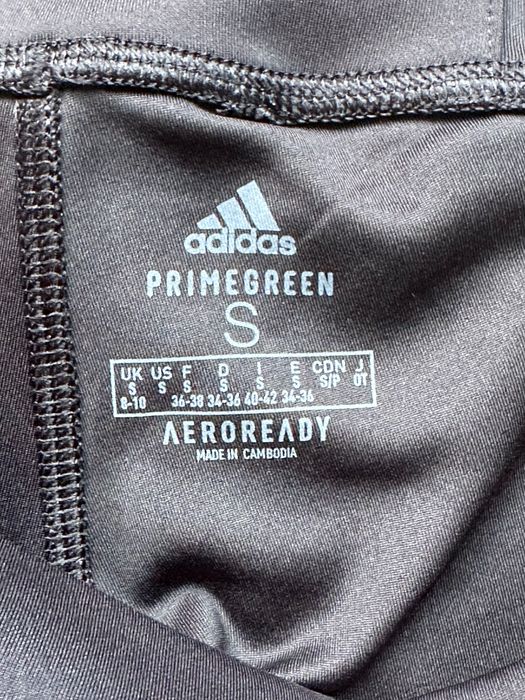 adidas
PRIMEGREEN
S
UK US F D I E CDN J
S S S S S S S/P OT
8-10 36-38 34-36 40-42 34-36
AEROREADY
MADE IN CAMBODIA